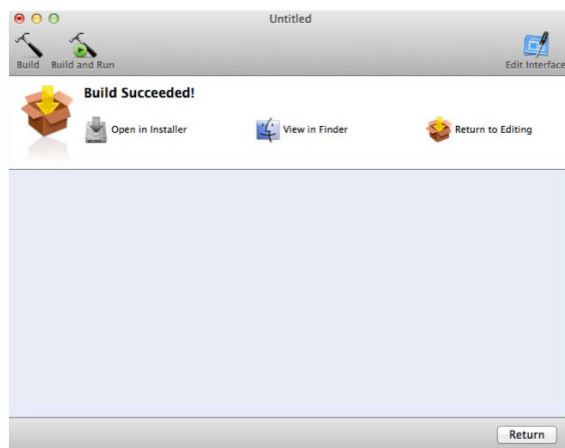 Untitled
Build Build and Run Edit Interface
Build Succeeded!
Open in Installer View in Finder Return to Editing
Return